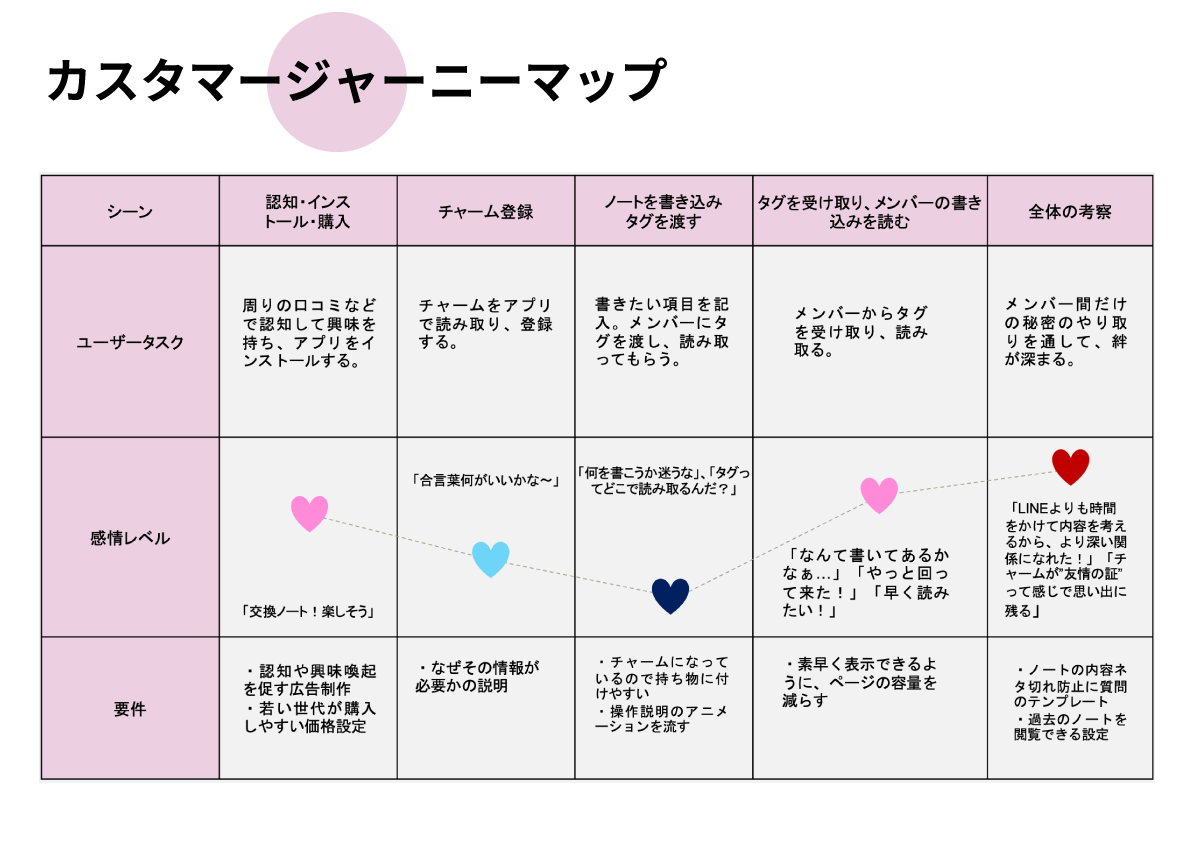 カスタマージャーニーマップ
シーン
認知・インス
トール・購入
チャーム登録
ノートを書き込み
タグを渡す
タグを受け取り、メンバーの書き
込みを読む
全体の考察
ユーザータスク
周りの口コミなど
で認知して興味を
持ち、アプリをイ
ンストールする。
チャームをアプリ
で読み取り、登録
する。
書きたい項目を記
入。メンバーにタ
グを渡し、読み取
ってもらう。
メンバーからタグ
を受け取り、読み
取る。
メンバー間だけ
の秘密のやり取
りを通して、絆
が深まる。
感情レベル
「交換ノート！楽しそう」
「合言葉何がいいかな～」
「何を書こうか迷うな」、「タグっ
てどこで読み取るんだ？」
「なんて書いてあるか
なぁ…」「やっと回っ
て来た！」「早く読み
たい！」
「LINEよりも時間
をかけて内容を考え
るから、より深い関
係になれた！」「チ
ャームが”友情の証”
って感じで思い出に
残る」
要件
・認知や興味喚起
を促す広告制作
・若い世代が購入
しやすい価格設定
・なぜその情報が
必要かの説明
・チャームになって
いるので持ち物に付
けやすい
・操作説明のアニメ
ーションを流す
・素早く表示できるよ
うに、ページの容量を
減らす
・ノートの内容ネ
タ切れ防止に質問
のテンプレート
・過去のノートを
閲覧できる設定